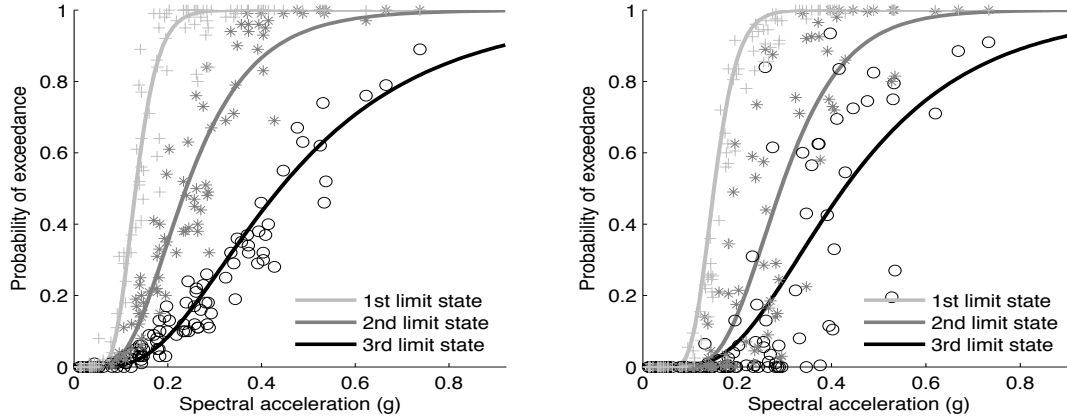 Probability of exceedance
1
0.8
0.6
0.4
0.2
0
0
0.2
0.4
0.6
0.8
Spectral acceleration (g)
1st limit state
2nd limit state
3rd limit state
Probability of exceedance
1
0.8
0.6
0.4
0.2
0
0
0.2
0.4
0.6
0.8
Spectral acceleration (g)
1st limit state
2nd limit state
3rd limit state